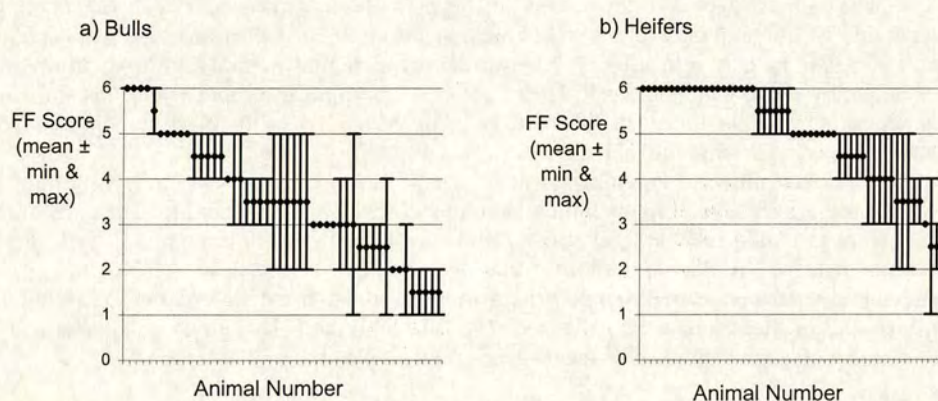 a) Bulls
FF Score
(mean ±
min &
max)
6
5
4
3
2
1
0
Animal Number
b) Heifers
FF Score
(mean ±
min &
max)
6
5
4
3
2
1
0
Animal Number